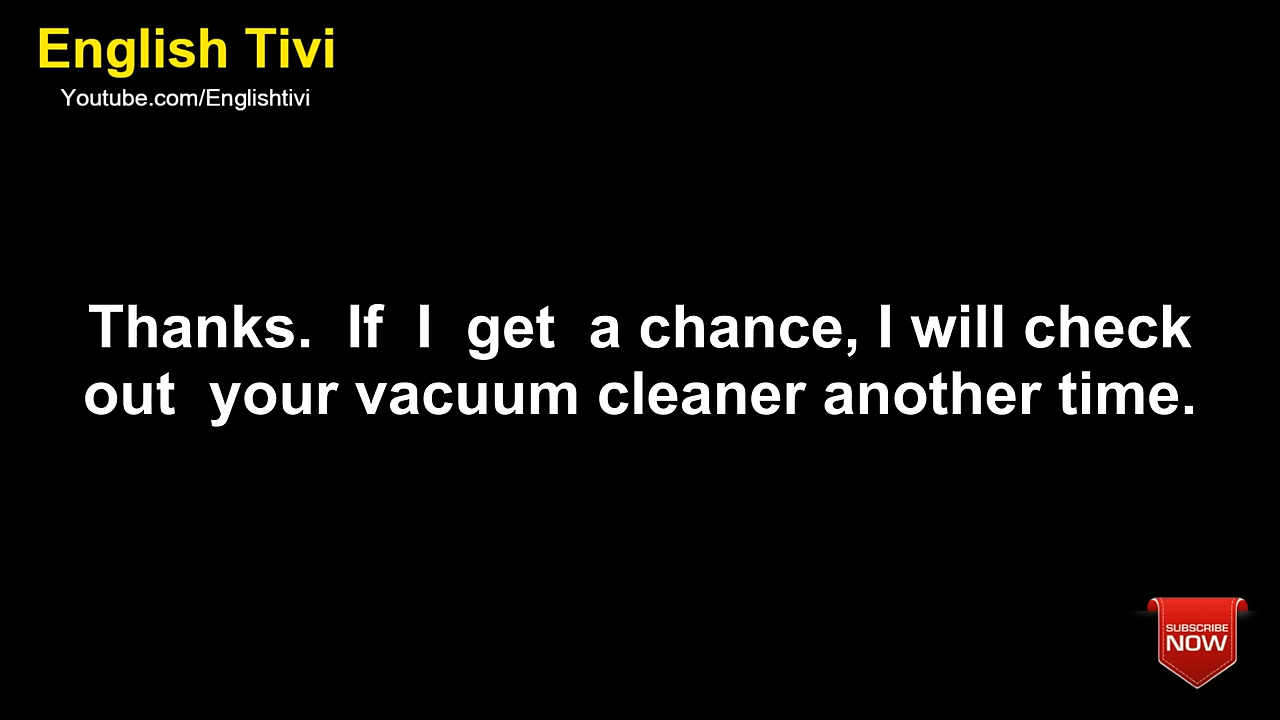 English Tivi
Youtube.com/Englishtivi
Thanks. If I get a chance, I will check
out your vacuum cleaner another time.
SUBSCRIBE
NOW